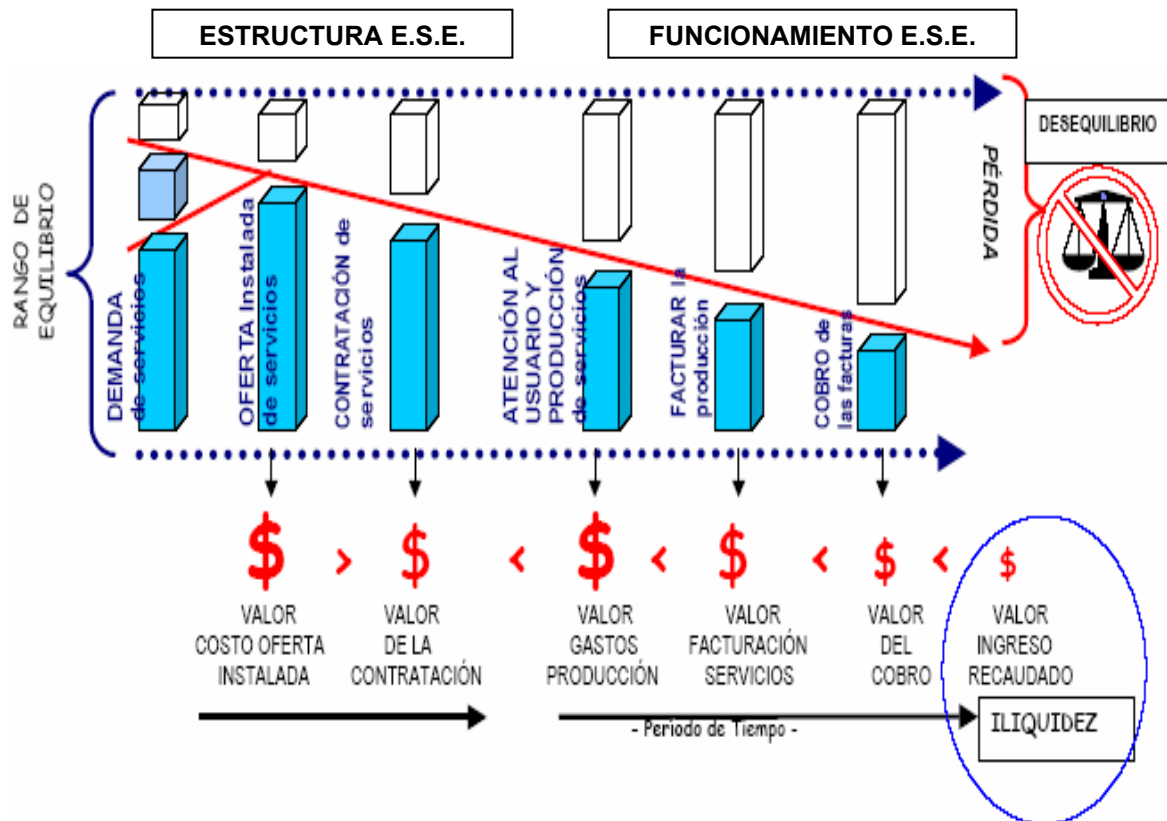 ESTRUCTURA E.S.E.
FUNCIONAMIENTO E.S.E.
RANGO DE
EQUILIBRIO
DEMANDA
de servicios
OFERTA Instalada
de servicios
CONTRATACIÓN de
servicios
ATENCIÓN AL
USUARIO Y
PRODUCCIÓN
de servicios
FACTURAR la
producción
COBRO de
las facturas
PÉRDIDA
DESEQUILIBRIO
$ > $ < $ < $ < $ < $
VALOR
COSTO OFERTA
INSTALADA
VALOR
DE LA
CONTRATACIÓN
VALOR
GASTOS
PRODUCCIÓN
VALOR
FACTURACIÓN
SERVICIOS
VALOR
DEL
COBRO
VALOR
INGRESO
RECAUDADO
- Periodo de Tiempo -
ILIQUIDEZ